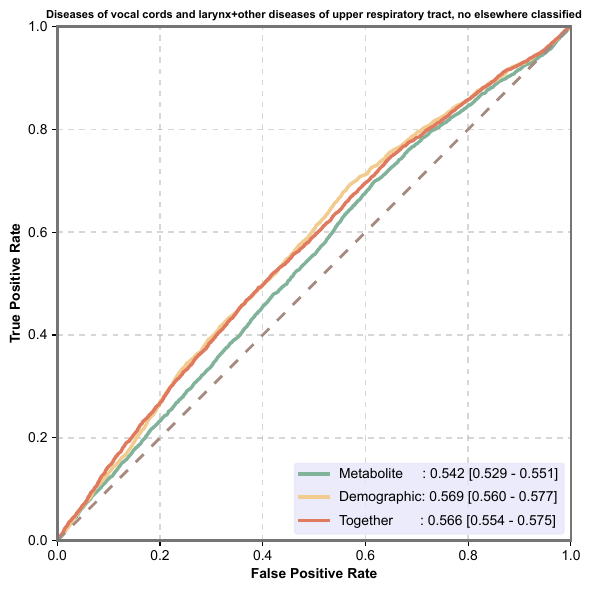 Diseases of vocal cords and larynx+other diseases of upper respiratory tract, no elsewhere classified
1.0
0.8
0.6
0.4
0.2
0.0
True Positive Rate
Metabolite : 0.542 [0.529 - 0.551]
Demographic: 0.569 [0.560 - 0.577]
Together : 0.566 [0.554 - 0.575]
0.0 0.2 0.4 0.6 0.8 1.0
False Positive Rate